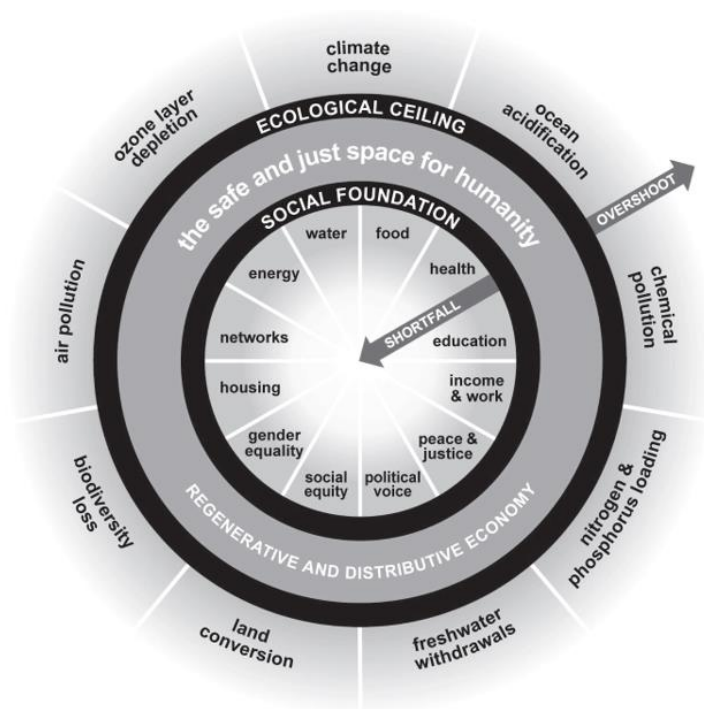 climate
change
ocean
acidification
chemical
pollution
nitrogen &
phosphorus loading
freshwater
withdrawals
land
conversion
biodiversity
loss
air pollution
ozone layer
depletion
OVERSHOOT
ECOLOGICAL CEILING
the safe and just space for humanity
SOCIAL FOUNDATION
water
food
health
SHORTFALL
education
income
& work
peace &
justice
political
voice
social
equity
gender
equality
housing
networks
energy
REGENERATIVE AND DISTRIBUTIVE ECONOMY